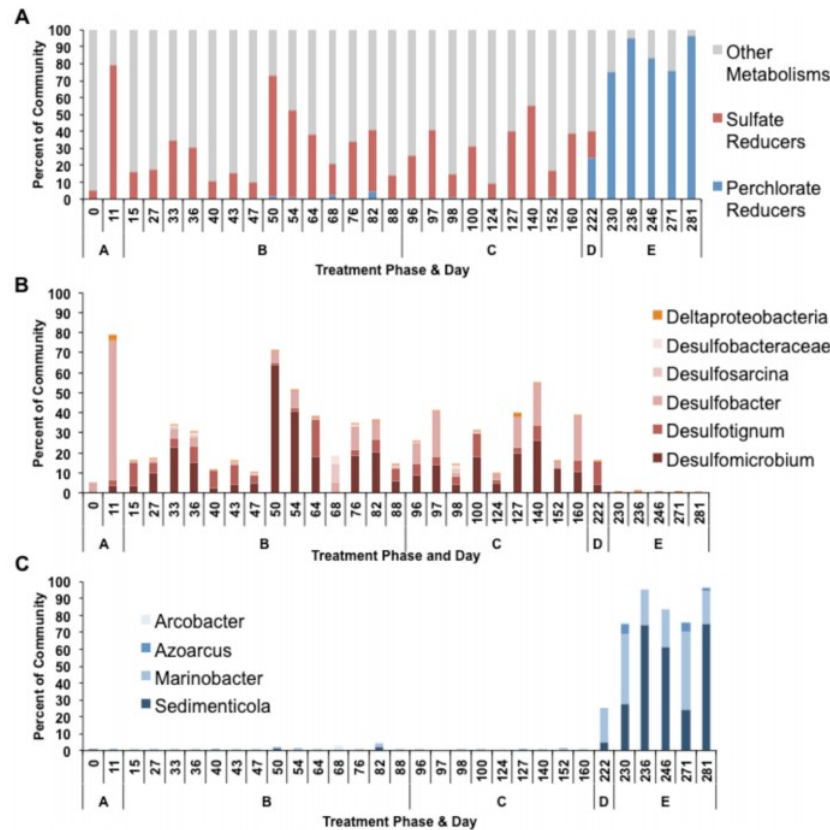 A
100
90
80
70
60
50
40
30
20
10
0
Percent of Community
Other
Metabolisms
Sulfate
Reducers
Perchlorate
Reducers
0 11 15 27 33 36 40 43 47 50 54 64 68 76 82 88 96 97 98 100 124 127 140 152 160 222 230 236 246 271 281
A B C D E
Treatment Phase & Day
B
100
90
80
70
60
50
40
30
20
10
0
Percent of Community
Deltaproteobacteria
Desulfobacteraceae
Desulfosarcina
Desulfobacter
Desulfotignum
Desulfomicrobium
0 11 15 27 33 36 40 43 47 50 54 64 68 76 82 88 96 97 98 100 124 127 140 152 160 222 230 236 246 271 281
A B C D E
Treatment Phase and Day
C
100
90
80
70
60
50
40
30
20
10
0
Percent of Community
Arcobacter
Azoarcus
Marinobacter
Sedimenticola
0 11 15 27 33 36 40 43 47 50 54 64 68 76 82 88 96 97 98 100 124 127 140 152 160 222 230 236 246 271 281
A B C D E
Treatment Phase & Day